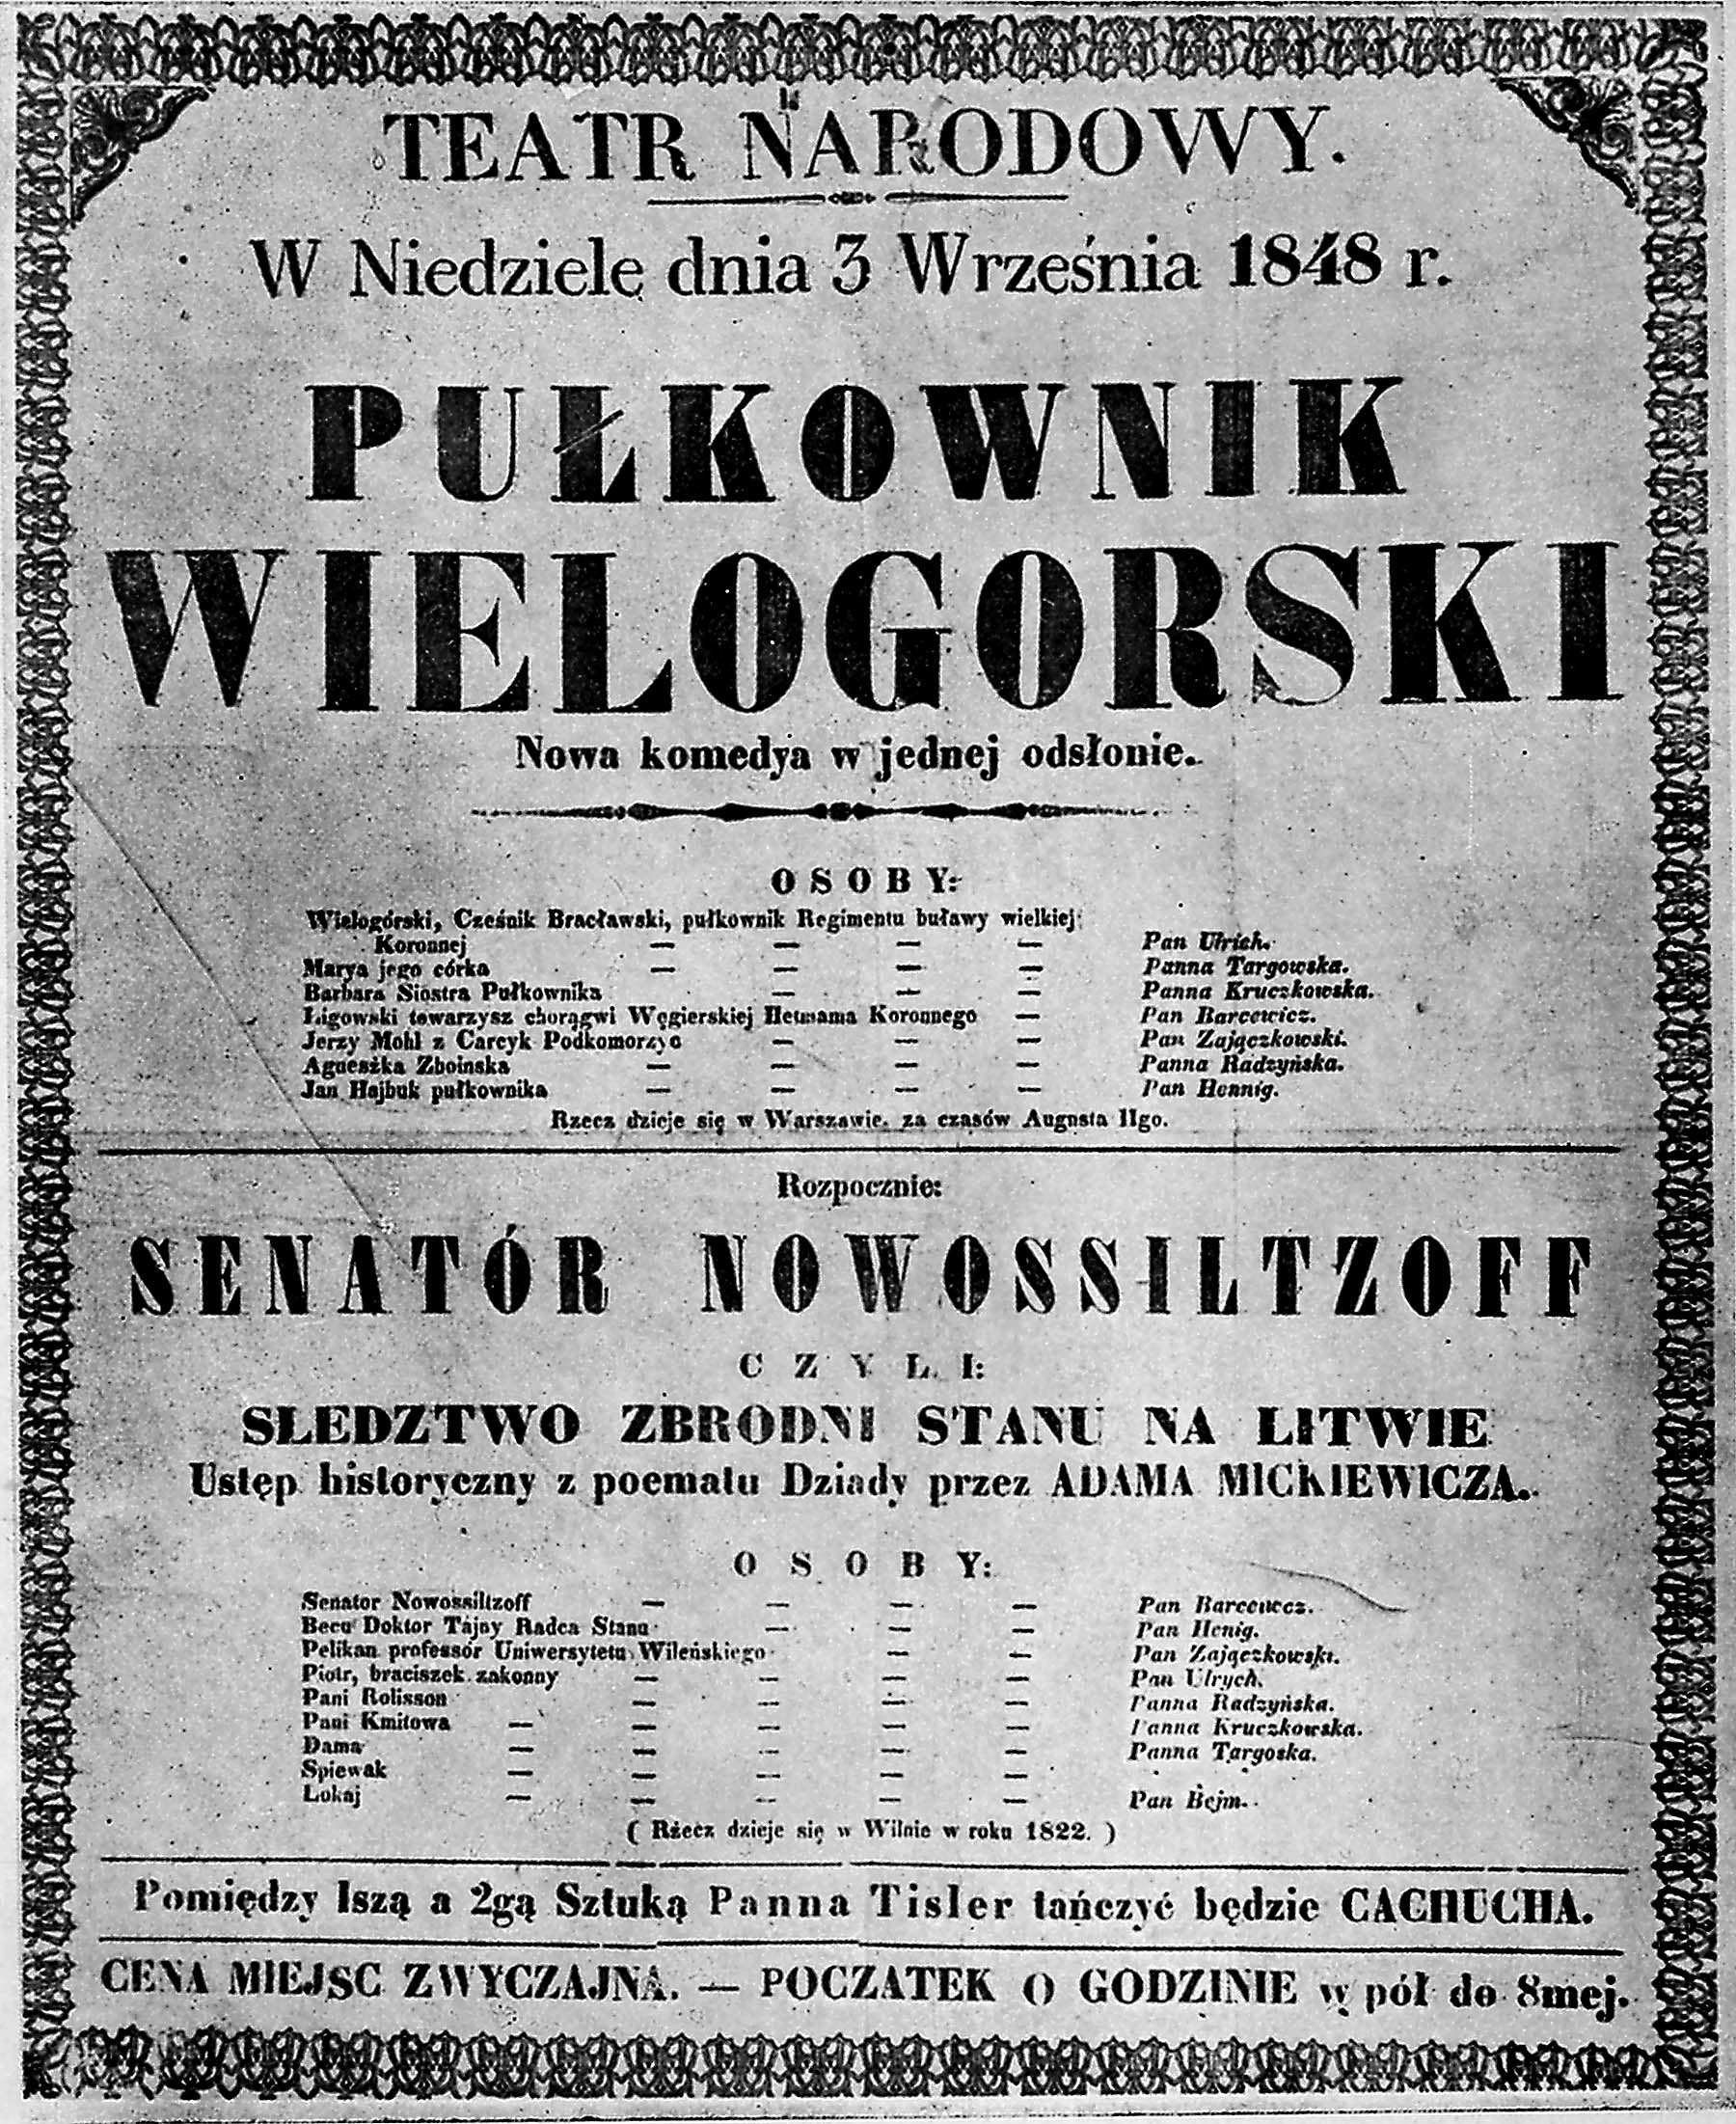 TEATR NARODOWY.
W Niedzielę dnia 3 Września 1848 r.
PUŁKOWNIK
WIELOGORSKI
Nowa komedya w jednej odsłonie.
OSOBY:
Wielogórski, Cześnik Bracławski, pułkownik Regimentu buławy wielkiej
Koronnej — — — — Pan Ulrich.
Marya jego córka — — — — Panna Targowska.
Barbara Siostra Pułkownika — — — Panna Kruczkowska.
Ligowski towarzysz chorągwi Węgierskiej Hetmama Koronnego — Pan Barcewicz.
Jerzy Mohl z Carcyk Podkomorzyc — — — Pan Zajączkowski.
Agnesżka Zboinska — — — — Panna Radzyńska.
Jan Hajbuk pułkownika — — — — Pan Hennig.
Rzecz dzieje się w Warszawie. za czasów Augusta IIgo.
Rozpocznie:
SENATÓR NOWOSSILTZOFF
CZYLI:
SLEDZTWO ZBRODNI STANU NA LITWIE
Ustęp historyczny z poematu Dziady przez ADAMA MICKIEWICZA.
OSOBY:
Senator Nowossiltzoff — — — — Pan Barcewicz.
Becu Doktor Tajny Radca Stanu — — — Pan Henig.
Pelikan professór Uniwersytetu Wileńskiego — — Pan Zajączkowski.
Piotr, braciszek zakonny — — — — Pan Ulrych.
Pani Rolisson — — — — Panna Radzyńska.
Pani Kmitowa — — — — — Panna Kruczkowska.
Dama — — — — — Panna Targoska.
Spiewak — — — — —
Lokaj — — — — — Pan Bejm.
( Rzecz dzieje się w Wilnie w roku 1822. )
Pomiędzy Iszą a 2gą Sztuką Panna Tisler tańczyć będzie CACHUCHA.
CENA MIEJSC ZWYCZAJNA. — POCZATEK O GODZINIE w pół do 8mej.